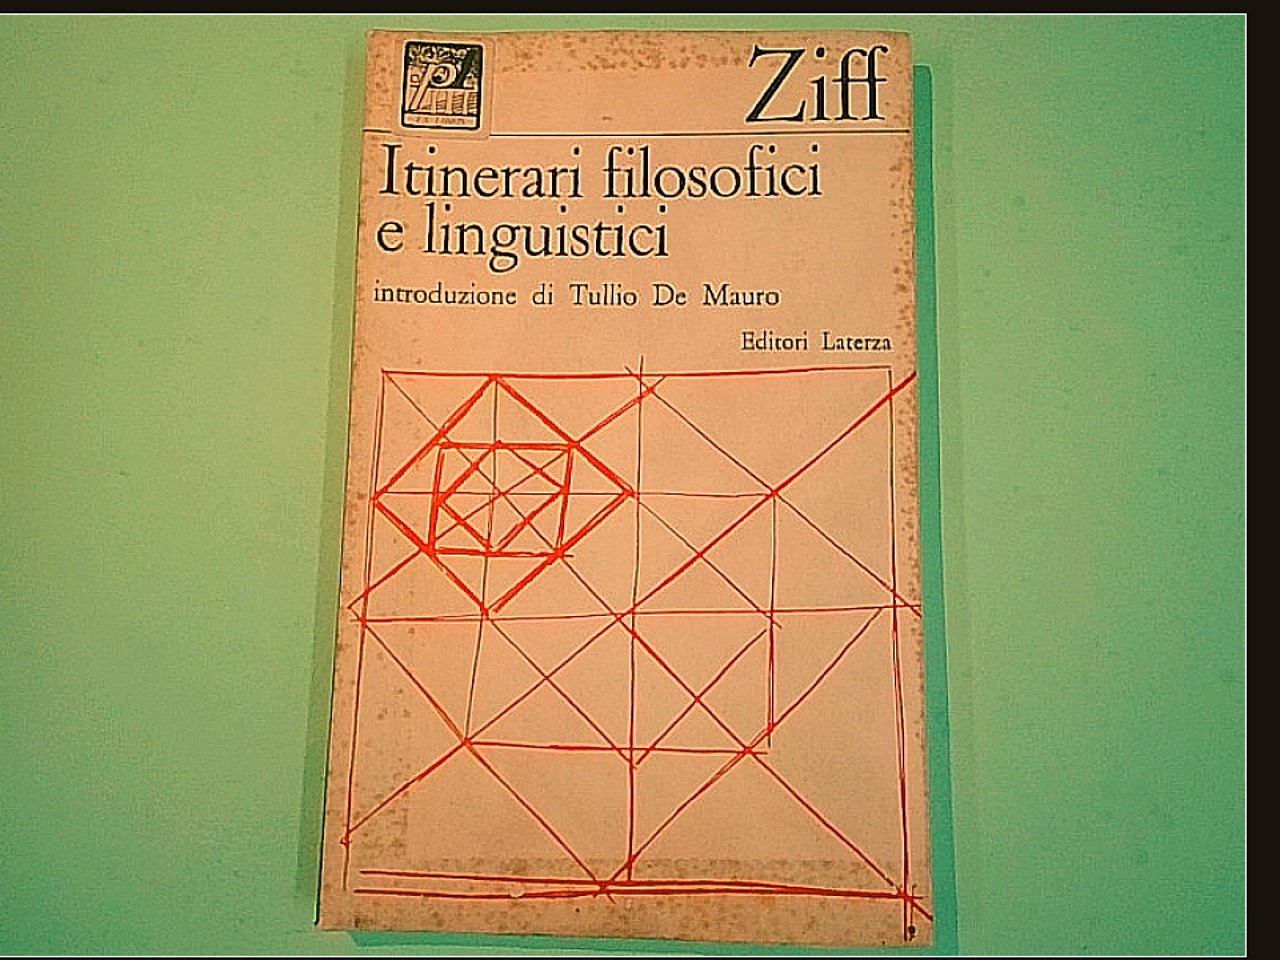 Ziff
Itinerari filosofici
e linguistici
introduzione di Tullio De Mauro
Editori Laterza